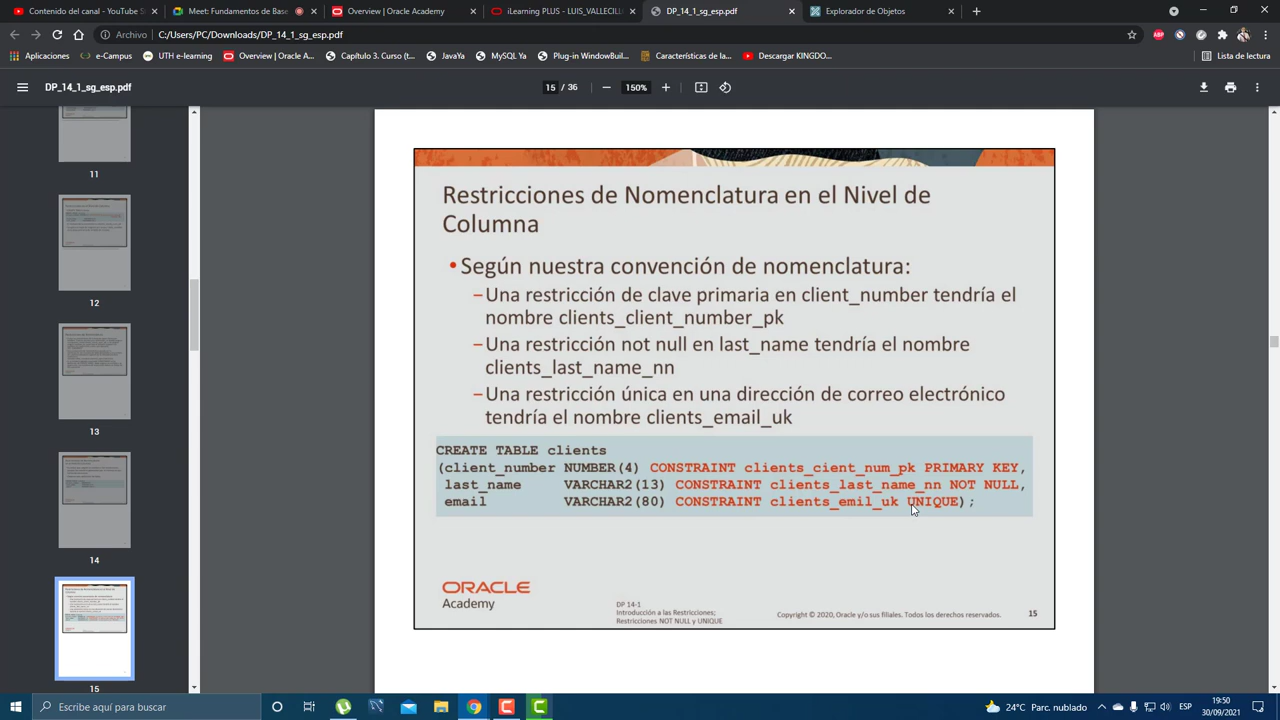 Contenido del canal - YouTube S
Meet: Fundamentos de Base
Overview | Oracle Academy
iLearning PLUS - LUIS_VALLECIL
DP_14_1_sg_esp.pdf
Explorador de Objetos
Archivo | C:/Users/PC/Downloads/DP_14_1_sg_esp.pdf
Aplicaciones
e-Campus
UTH e-learning
Overview | Oracle A...
Capítulo 3. Curso (t...
JavaYa
MySQL Ya
Plug-in WindowBuil...
Características de la...
Descargar KINGDO...
Lista de lectura
DP_14_1_sg_esp.pdf
15 / 36
150%
11
12
13
14
15
Restricciones de Nomenclatura en el Nivel de
Columna
•Según nuestra convención de nomenclatura:
–Una restricción de clave primaria en client_number tendría el
nombre clients_client_number_pk
–Una restricción not null en last_name tendría el nombre
clients_last_name_nn
–Una restricción única en una dirección de correo electrónico
tendría el nombre clients_email_uk
CREATE TABLE clients
(client_number NUMBER(4) CONSTRAINT clients_cient_num_pk PRIMARY KEY,
last_name VARCHAR2(13) CONSTRAINT clients_last_name_nn NOT NULL,
email VARCHAR2(80) CONSTRAINT clients_emil_uk UNIQUE);
ORACLE
Academy
DP 14-1
Introducción a las Restricciones;
Restricciones NOT NULL y UNIQUE
Copyright © 2020, Oracle y/o sus filiales. Todos los derechos reservados.
15
Escribe aquí para buscar
24°C Parc. nublado
ESP
19:50
30/09/2021